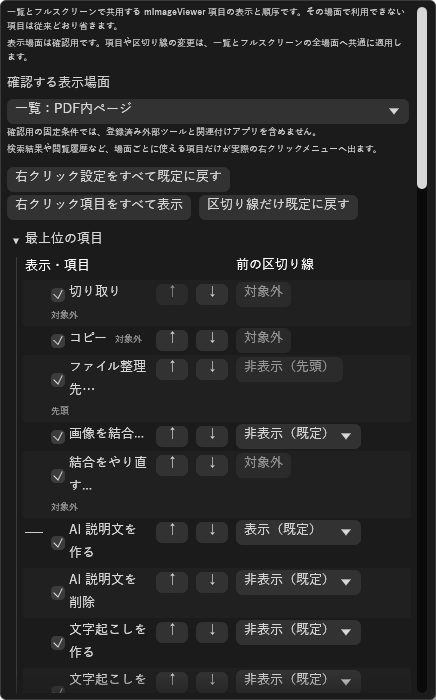 一覧とフルスクリーンで共用する mImageViewer 項目の表示と順序です。その場面で利用できない
項目は従来どおり省きます。
表示場面は確認用です。項目や区切り線の変更は、一覧とフルスクリーンの全場面へ共通に適用しま
す。
確認する表示場面
一覧：PDF内ページ
確認用の固定条件では、登録済み外部ツールと関連付けアプリを含めません。
検索結果や閲覧履歴など、場面ごとに使える項目だけが実際の右クリックメニューへ出ます。
右クリック設定をすべて既定に戻す
右クリック項目をすべて表示 区切り線だけ既定に戻す
▼ 最上位の項目
表示・項目 前の区切り線
切り取り ↑ ↓ 対象外
対象外
コピー 対象外 ↑ ↓ 対象外
ファイル整理 ↑ ↓ 非表示（先頭）
先…
先頭
画像を結合... ↑ ↓ 非表示（既定）
結合をやり直 ↑ ↓ 対象外
す...
対象外
AI 説明文を ↑ ↓ 表示（既定）
作る
AI 説明文を ↑ ↓ 非表示（既定）
削除
文字起こしを ↑ ↓ 非表示（既定）
作る
文字起こしを ↑ ↓ 非表示（既定）